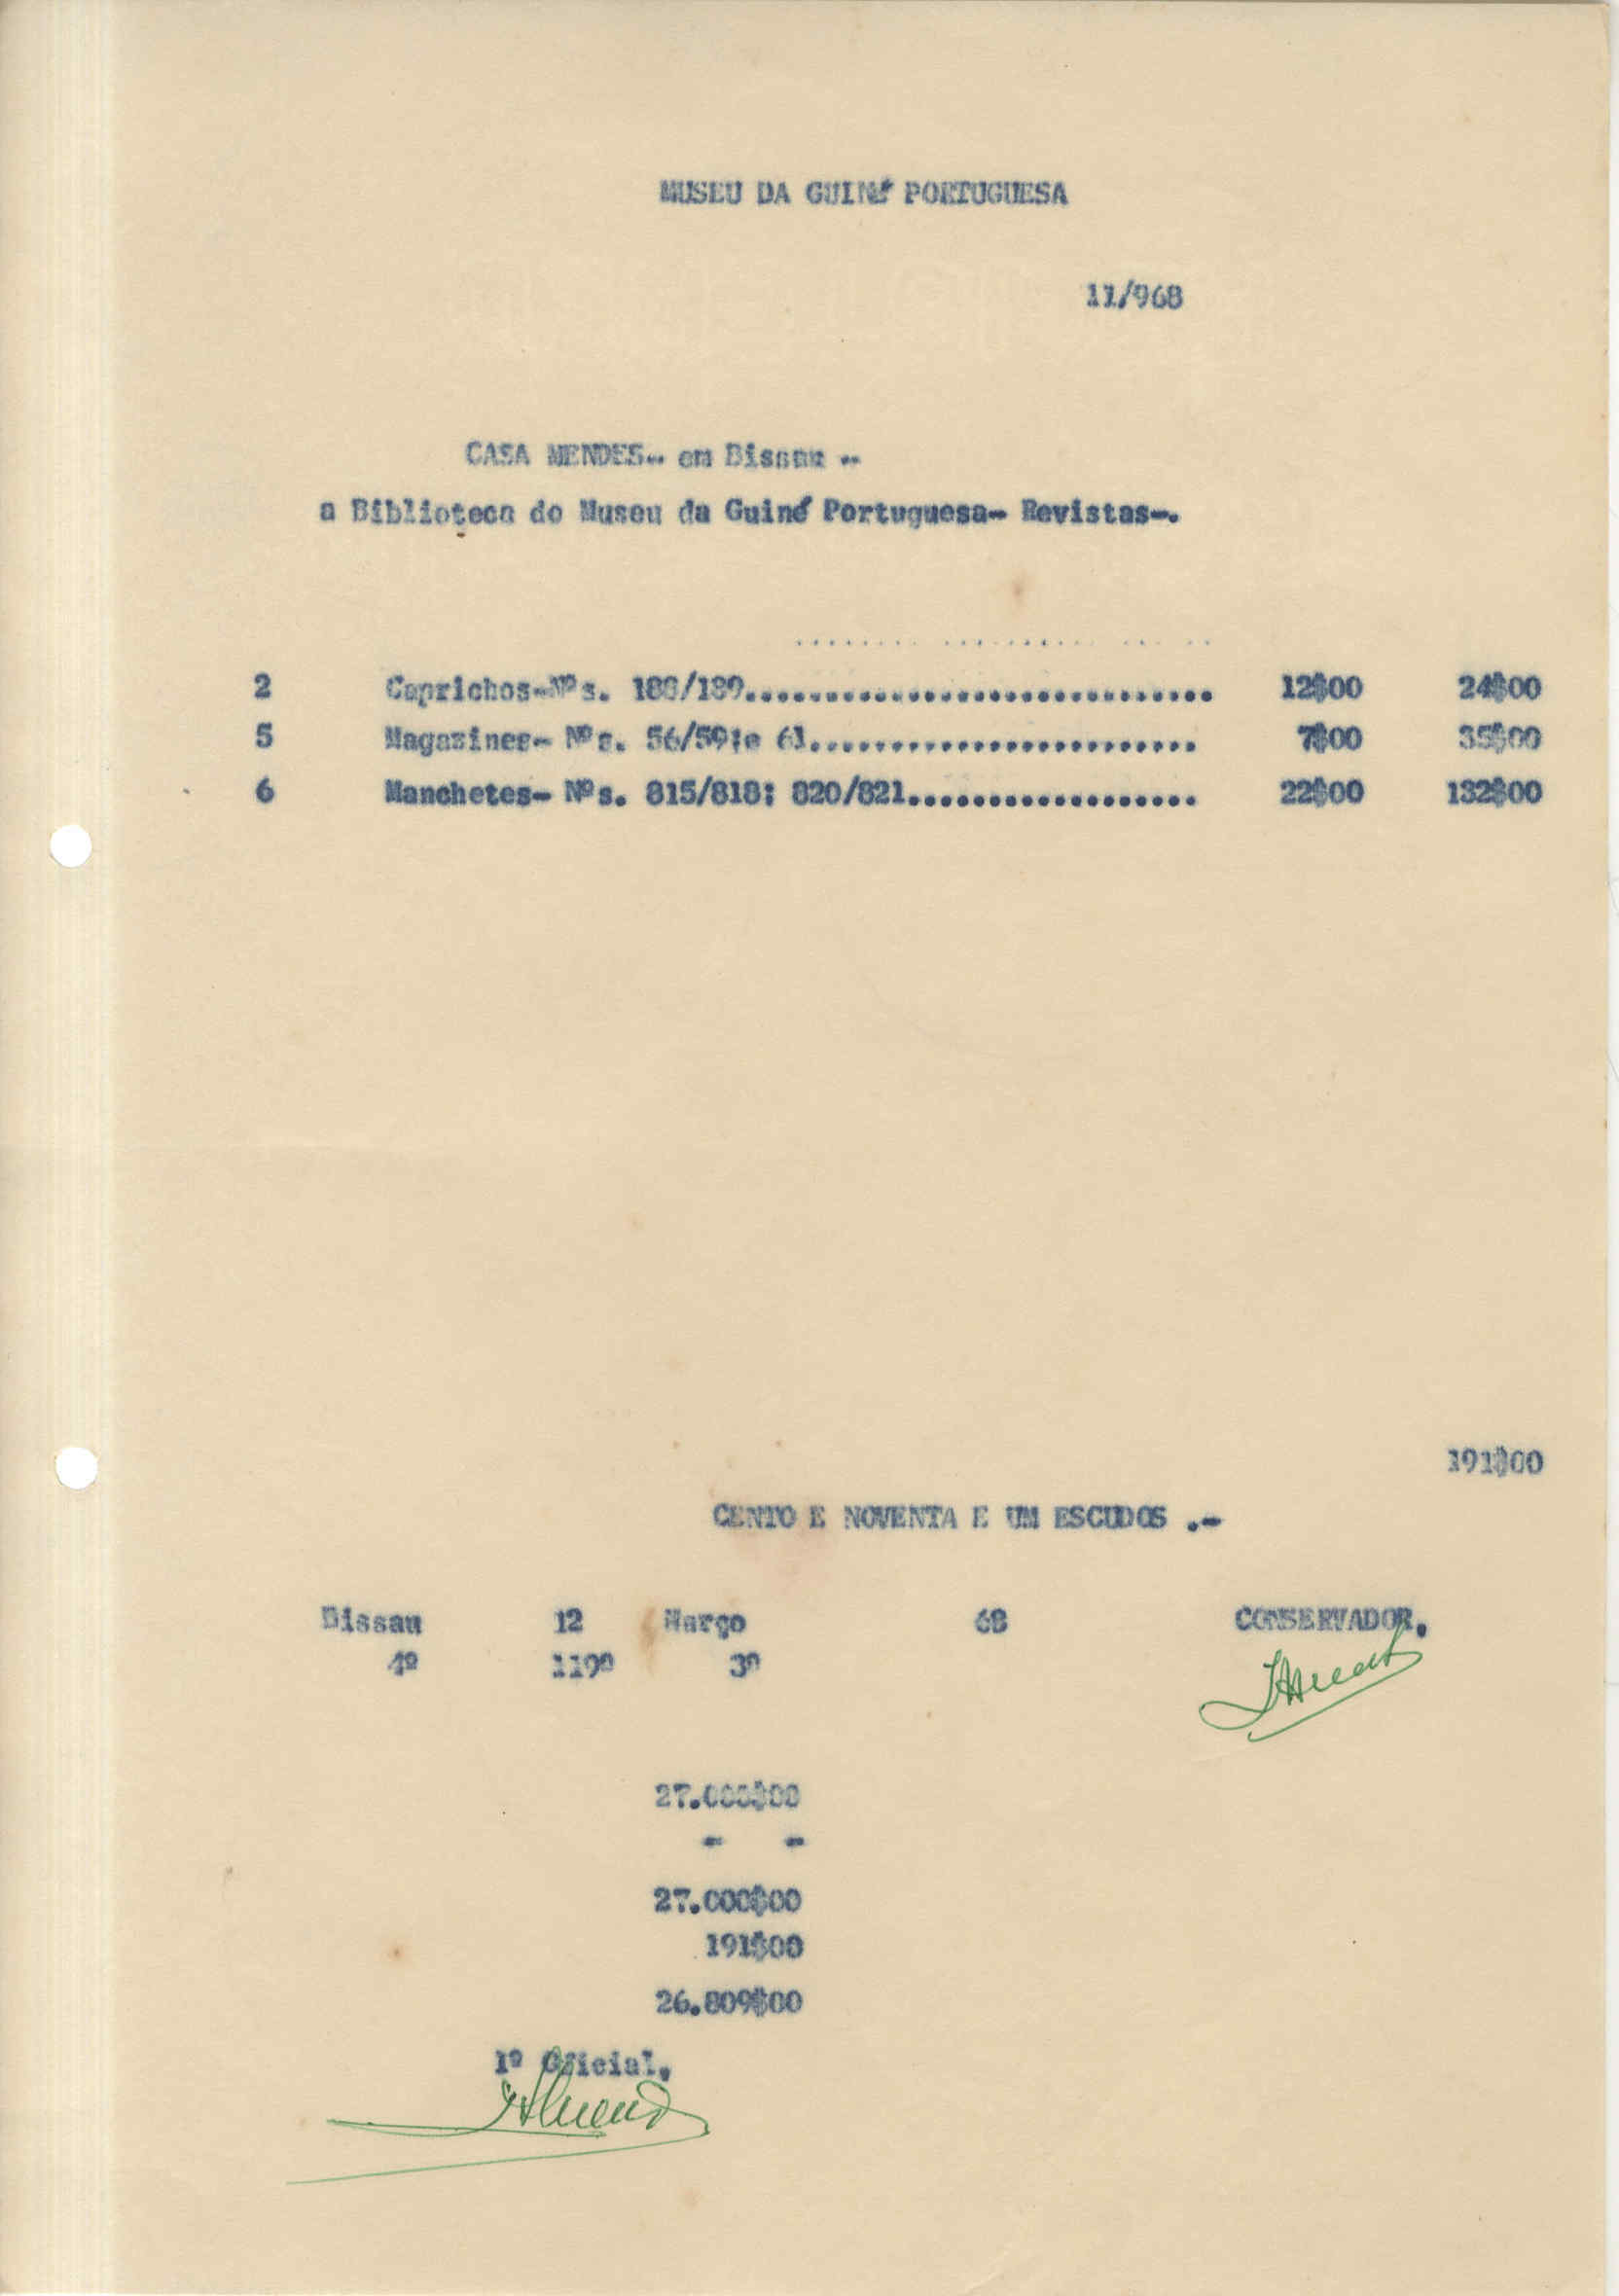 MUSEU DA GUINÉ PORTUGUESA
11/968
CASA MENDES- em Bissau -
a Biblioteca do Museu da Guiné Portuguesa- Revistas-.
2 Caprichos-Nºs. 188/189............................. 12$00 24$00
5 Magazines- Nºs. 56/59;e 61........................ 7$00 35$00
6 Manchetes- Nºs. 815/818; 820/821.................. 22$00 132$00
191$00
CENTO E NOVENTA E UM ESCUDOS .-
Bissau 12 Março 68 CONSERVADOR.
4º 119º 3º
27.000$00
- -
27.000$00
191$00
26.809$00
1º Oficial,